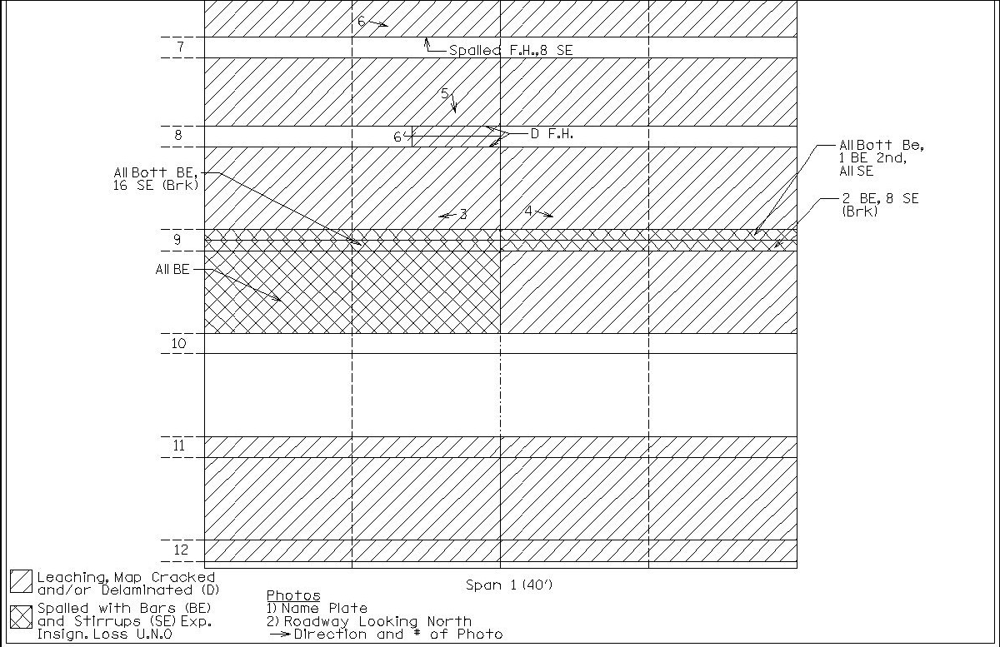 6
7
Spalled F.H.,8 SE
5
8
6'
D F.H.
All Bott Be,
1 BE 2nd,
All SE
All Bott BE,
16 SE (Brk)
2 BE, 8 SE
(Brk)
3
4
9
All BE
10
11
12
Leaching, Map Cracked
and/or Delaminated (D)
Spalled with Bars (BE)
and Stirrups (SE) Exp.
Insign. Loss U.N.O
Span 1 (40')
Photos
1) Name Plate
2) Roadway Looking North
Direction and # of Photo